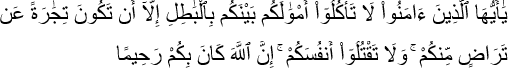 يَٰٓأَيُّهَا ٱلَّذِينَ ءَامَنُوا۟ لَا تَأْكُلُوٓا۟ أَمْوَٰلَكُم بَيْنَكُم بِٱلْبَٰطِلِ إِلَّآ أَن تَكُونَ تِجَٰرَةً عَن
تَرَاضٍ مِّنكُمْ ۚ وَلَا تَقْتُلُوٓا۟ أَنفُسَكُمْ ۚ إِنَّ ٱللَّهَ كَانَ بِكُمْ رَحِيمًا